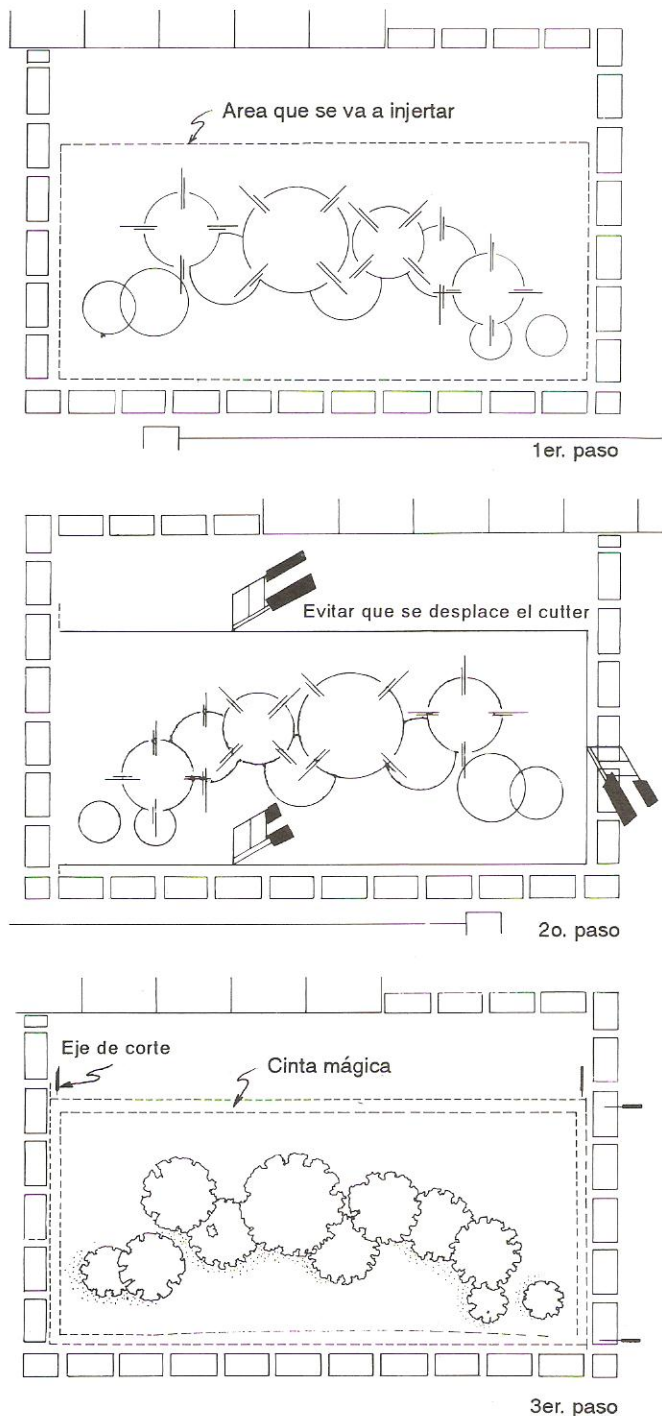 Area que se va a injertar
1er. paso
Evitar que se desplace el cutter
2o. paso
Eje de corte
Cinta mágica
3er. paso